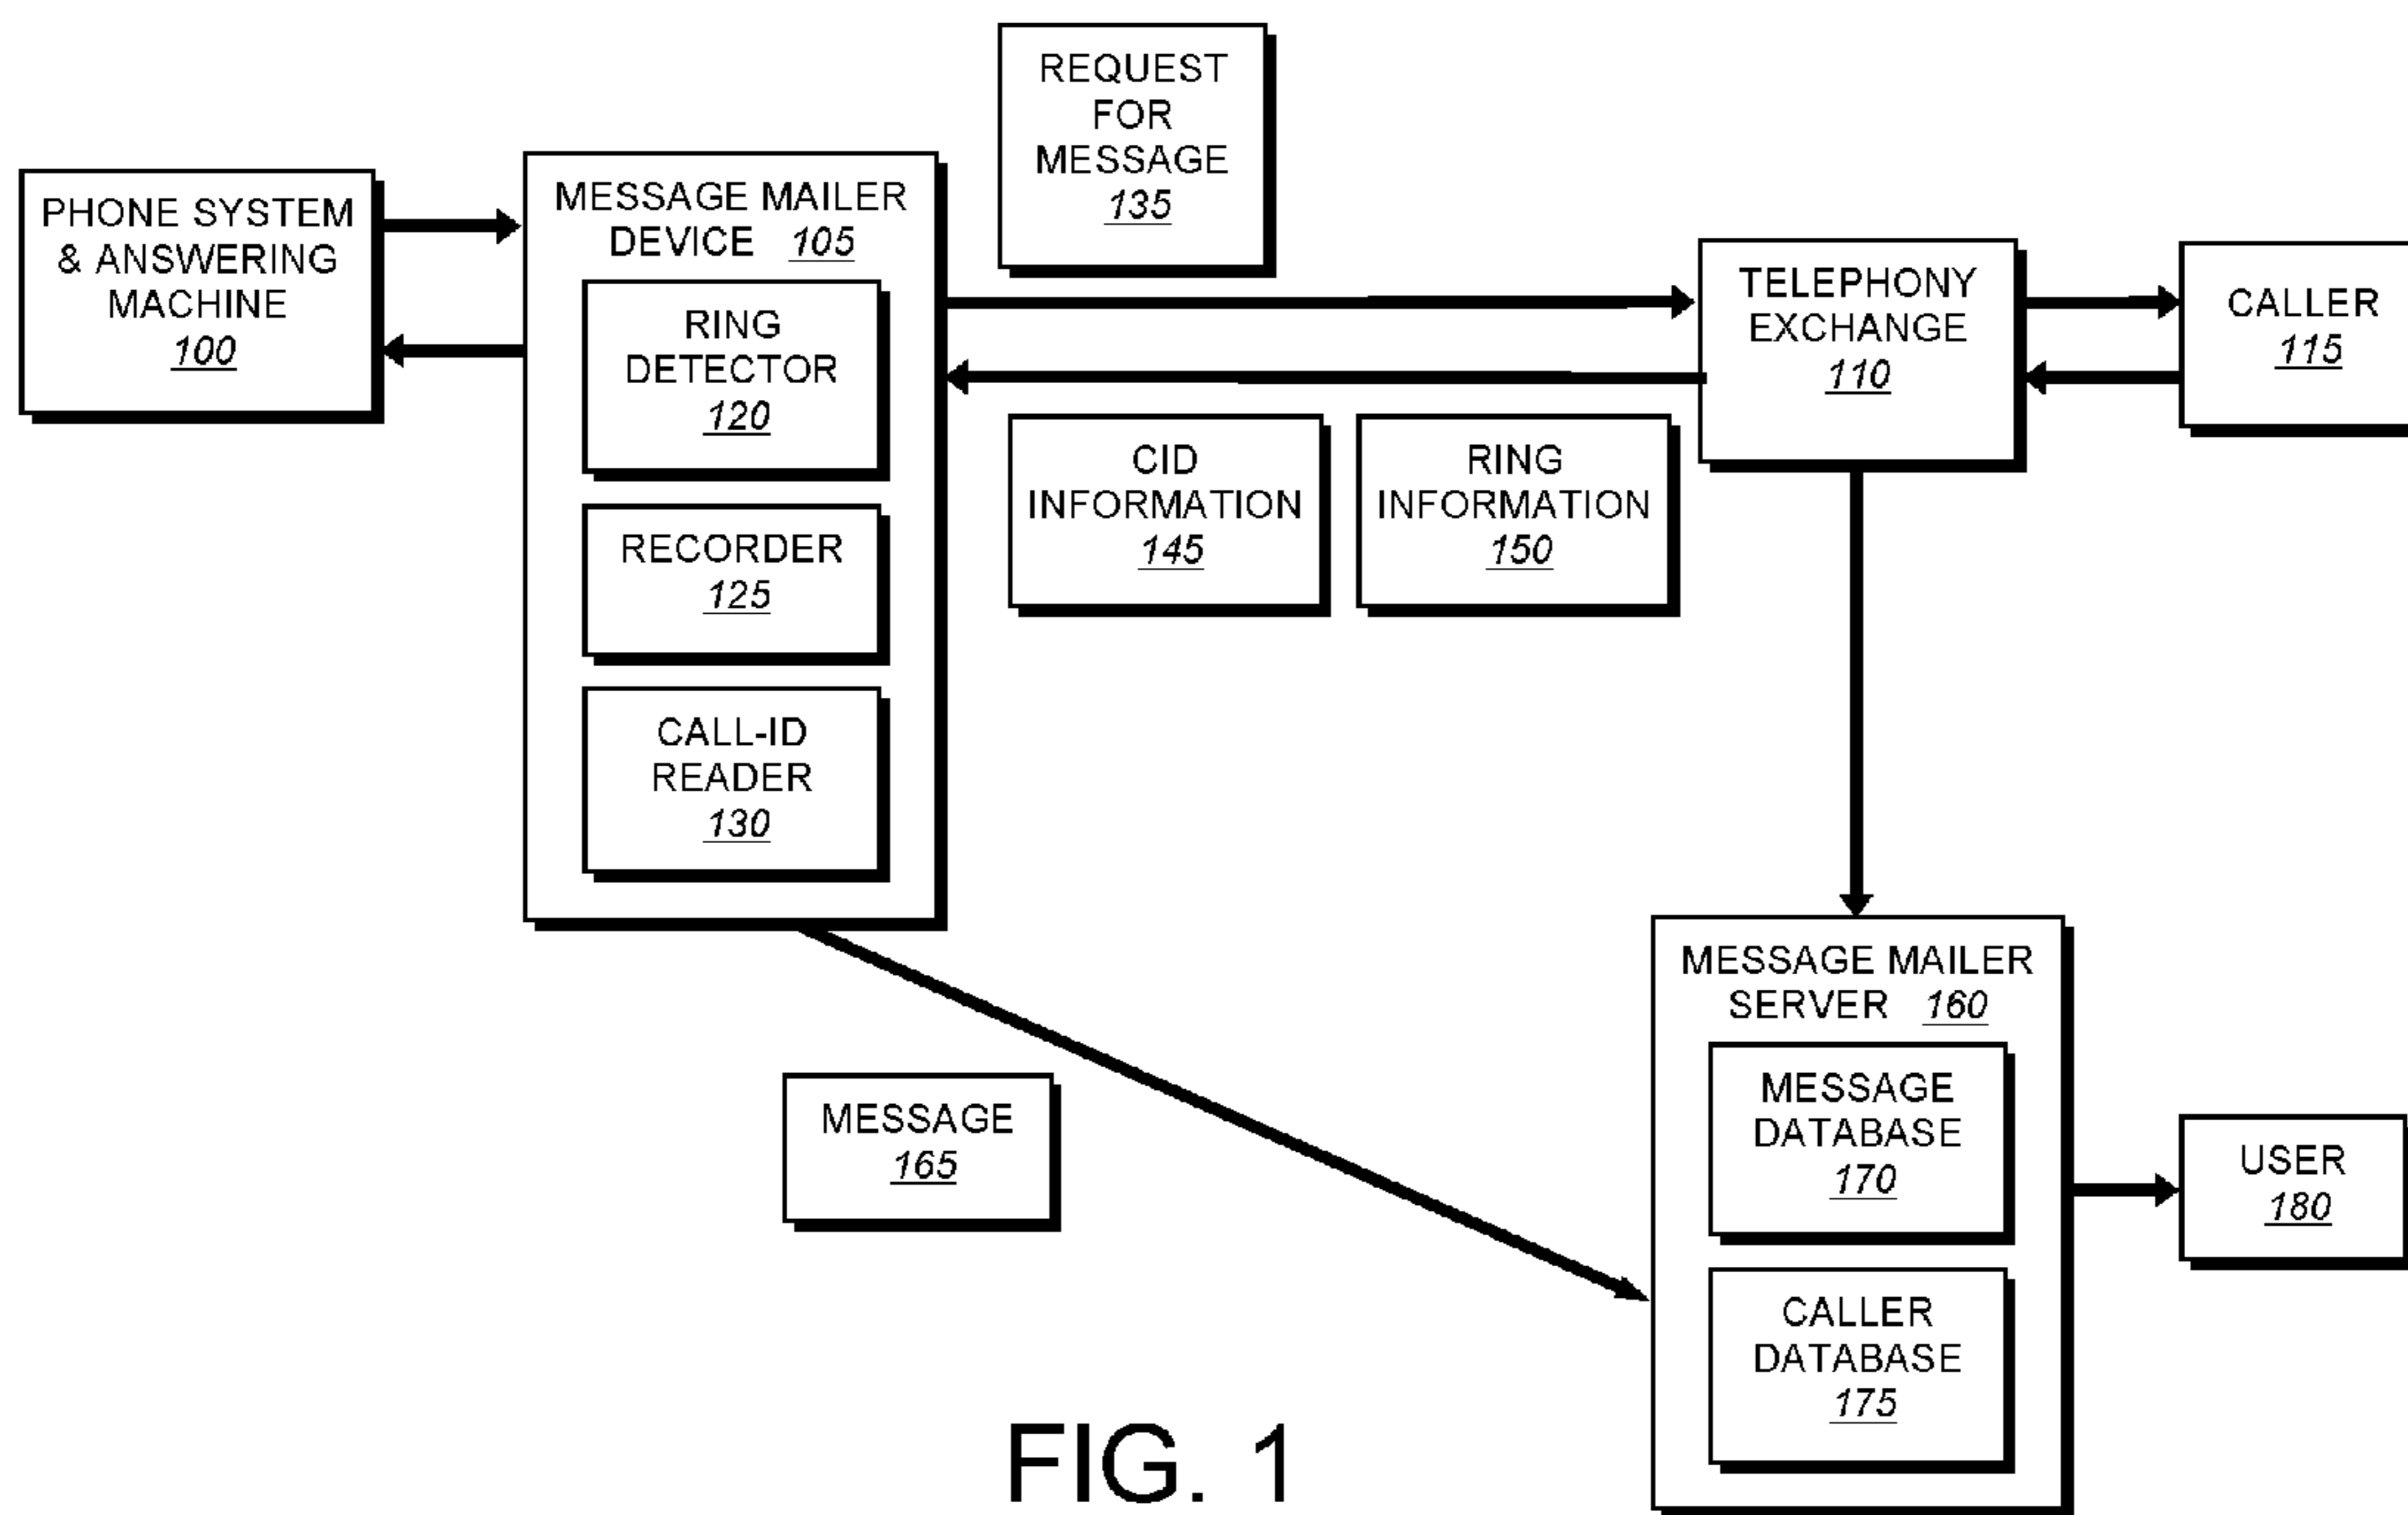 REQUEST
FOR
MESSAGE
135
PHONE SYSTEM
& ANSWERING
MACHINE
100
MESSAGE MAILER
DEVICE 105
RING
DETECTOR
120
RECORDER
125
CALL-ID
READER
130
TELEPHONY
EXCHANGE
110
CALLER
115
CID
INFORMATION
145
RING
INFORMATION
150
MESSAGE MAILER
SERVER 160
MESSAGE
DATABASE
170
CALLER
DATABASE
175
USER
180
MESSAGE
165
FIG. 1